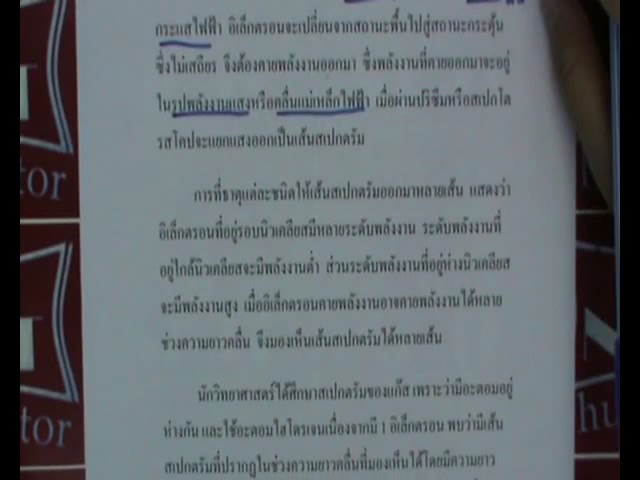 กระแสไฟฟ้า อิเล็กตรอนจะเปลี่ยนจากสถานะพื้นไปสู่สถานะกระตุ้น
ซึ่งไม่เสถียร จึงต้องคายพลังงานออกมา ซึ่งพลังงานที่คายออกมาจะอยู่
ในรูปพลังงานแสงหรือคลื่นแม่เหล็กไฟฟ้า เมื่อผ่านปริซึมหรือสเปกโต
รสโคปจะแยกแสงออกเป็นเส้นสเปกตรัม
การที่ธาตุแต่ละชนิดให้เส้นสเปกตรัมออกมาหลายเส้น แสดงว่า
อิเล็กตรอนที่อยู่รอบนิวเคลียสมีหลายระดับพลังงาน ระดับพลังงานที่
อยู่ใกล้นิวเคลียสจะมีพลังงานต่ำ ส่วนระดับพลังงานที่อยู่ห่างนิวเคลียส
จะมีพลังงานสูง เมื่ออิเล็กตรอนคายพลังงานอาจคายพลังงานได้หลาย
ช่วงความยาวคลื่น จึงมองเห็นเส้นสเปกตรัมได้หลายเส้น
นักวิทยาศาสตร์ได้ศึกษาสเปกตรัมของแก๊ส เพราะว่ามีอะตอมอยู่
ห่างกัน และใช้อะตอมไฮโดรเจนเนื่องจากมี 1 อิเล็กตรอน พบว่ามีเส้น
สเปกตรัมที่ปรากฏในช่วงความยาวคลื่นที่มองเห็นได้โดยมีความยาว
tor
tor
hu